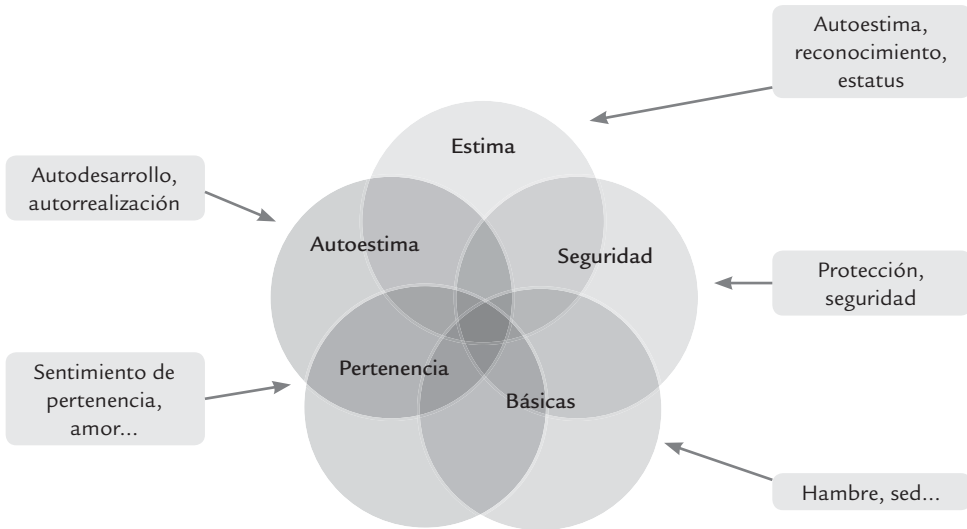 Autoestima,
reconocimiento,
estatus
Estima
Autodesarrollo,
autorrealización
Autoestima
Seguridad
Protección,
seguridad
Sentimiento de
pertenencia,
amor...
Pertenencia
Básicas
Hambre, sed...